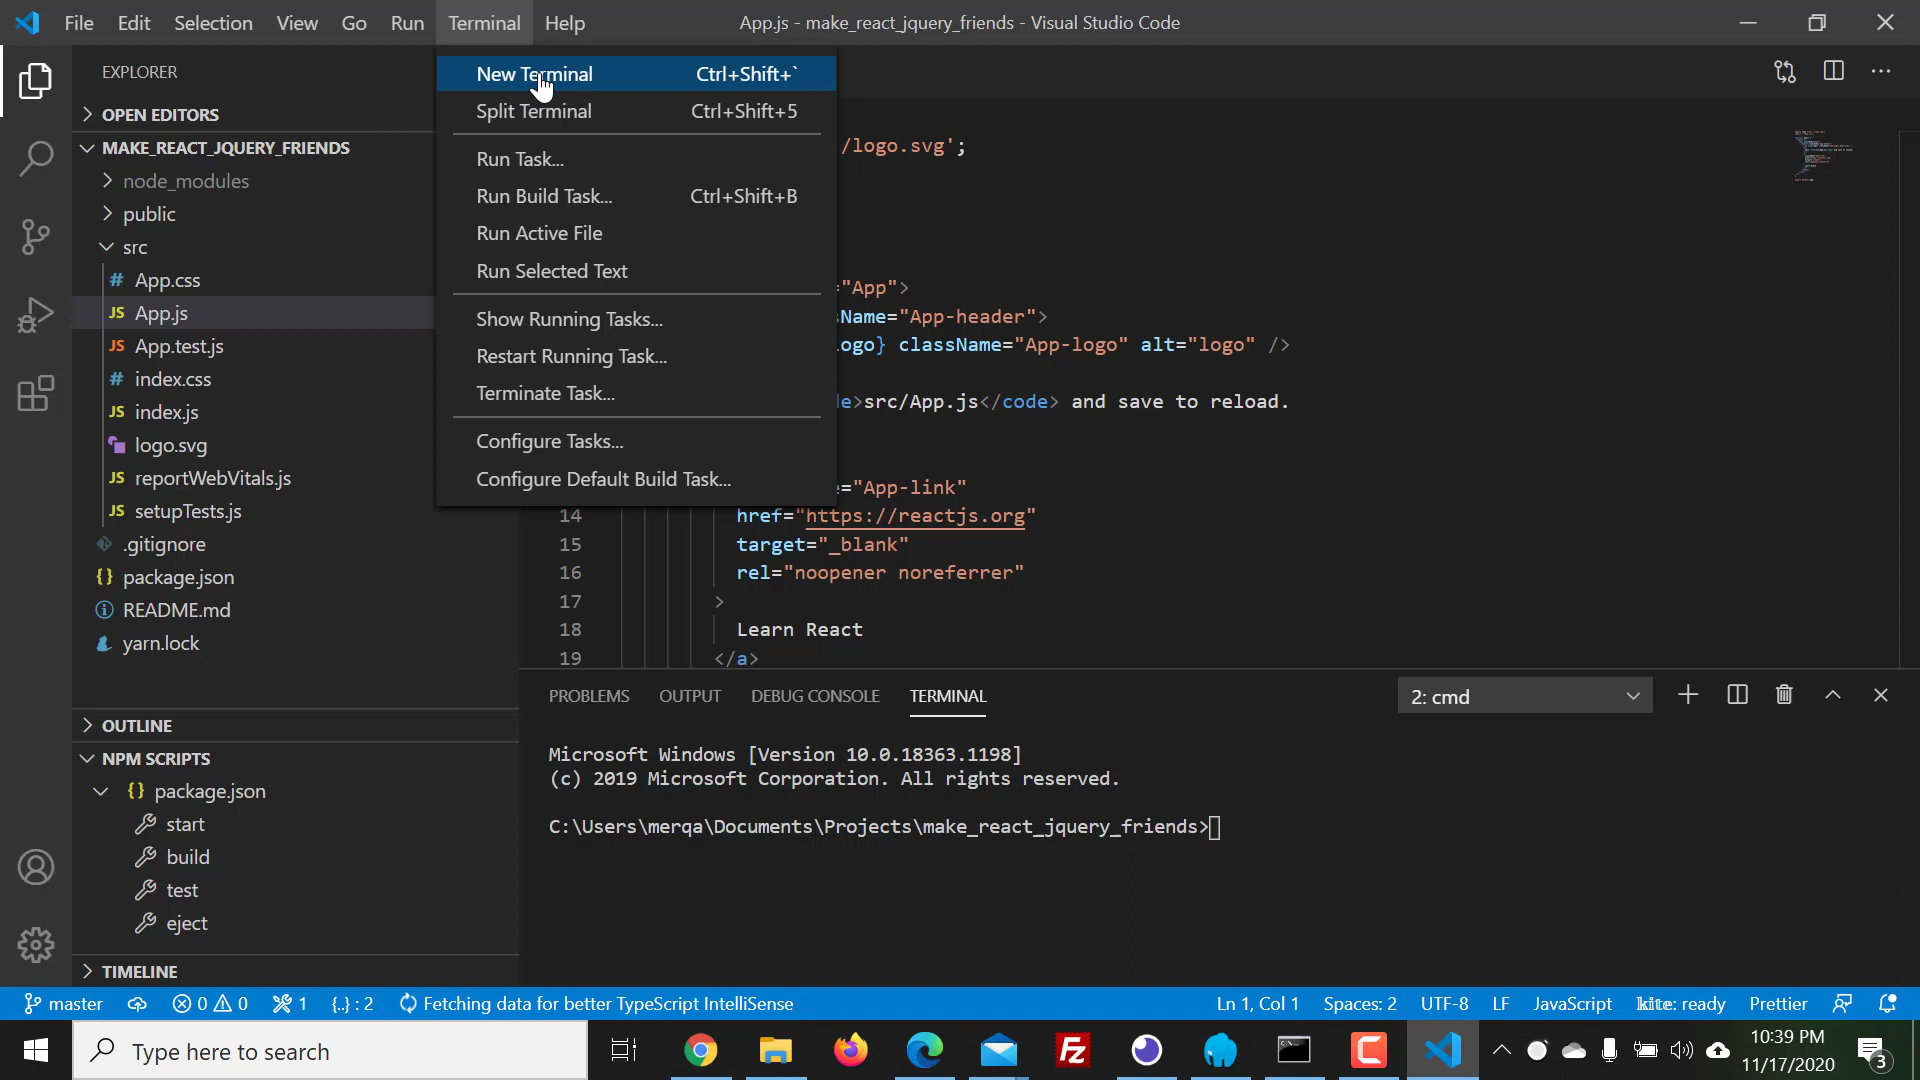 File Edit Selection View Go Run Terminal Help App.js - make_react_jquery_friends - Visual Studio Code
EXPLORER
OPEN EDITORS
MAKE_REACT_JQUERY_FRIENDS
node_modules
public
src
# App.css
JS App.js
JS App.test.js
# index.css
JS index.js
logo.svg
JS reportWebVitals.js
JS setupTests.js
.gitignore
{} package.json
README.md
yarn.lock
OUTLINE
NPM SCRIPTS
{} package.json
start
build
test
eject
TIMELINE
New Terminal Ctrl+Shift+`
Split Terminal Ctrl+Shift+5
Run Task...
Run Build Task... Ctrl+Shift+B
Run Active File
Run Selected Text
Show Running Tasks...
Restart Running Task...
Terminate Task...
Configure Tasks...
Configure Default Build Task...
/logo.svg';
="App">
Name="App-header">
ogo} className="App-logo" alt="logo" />
e>src/App.js</code> and save to reload.
="App-link"
14 href="https://reactjs.org"
15 target="_blank"
16 rel="noopener noreferrer"
17 >
18 Learn React
19 </a>
PROBLEMS OUTPUT DEBUG CONSOLE TERMINAL 2: cmd
Microsoft Windows [Version 10.0.18363.1198]
(c) 2019 Microsoft Corporation. All rights reserved.
C:\Users\merqa\Documents\Projects\make_react_jquery_friends>
master 0 0 1 {..} : 2 Fetching data for better TypeScript IntelliSense Ln 1, Col 1 Spaces: 2 UTF-8 LF JavaScript kite: ready Prettier
Type here to search
10:39 PM
11/17/2020
3